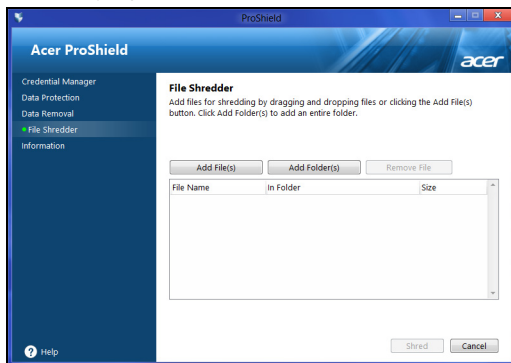 ProShield
Acer ProShield
acer
Credential Manager
Data Protection
Data Removal
File Shredder
Information
File Shredder
Add files for shredding by dragging and dropping files or clicking the Add File(s)
button. Click Add Folder(s) to add an entire folder.
Add File(s) Add Folder(s) Remove File
File Name In Folder Size
Shred Cancel
? Help